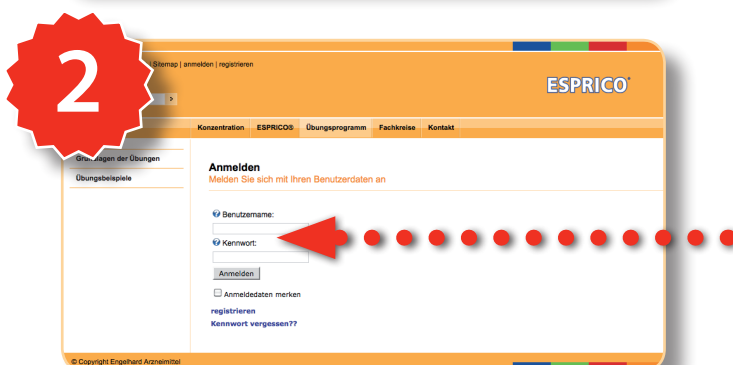 2
| Sitemap | anmelden | registrieren
>
ESPRICO®
Konzentration ESPRICO® Übungsprogramm Fachkreise Kontakt
Grundlagen der Übungen
Übungsbeispiele
Anmelden
Melden Sie sich mit Ihren Benutzerdaten an
Benutzername:
Kennwort:
Anmelden
Anmeldedaten merken
registrieren
Kennwort vergessen??
© Copyright Engelhard Arzneimittel